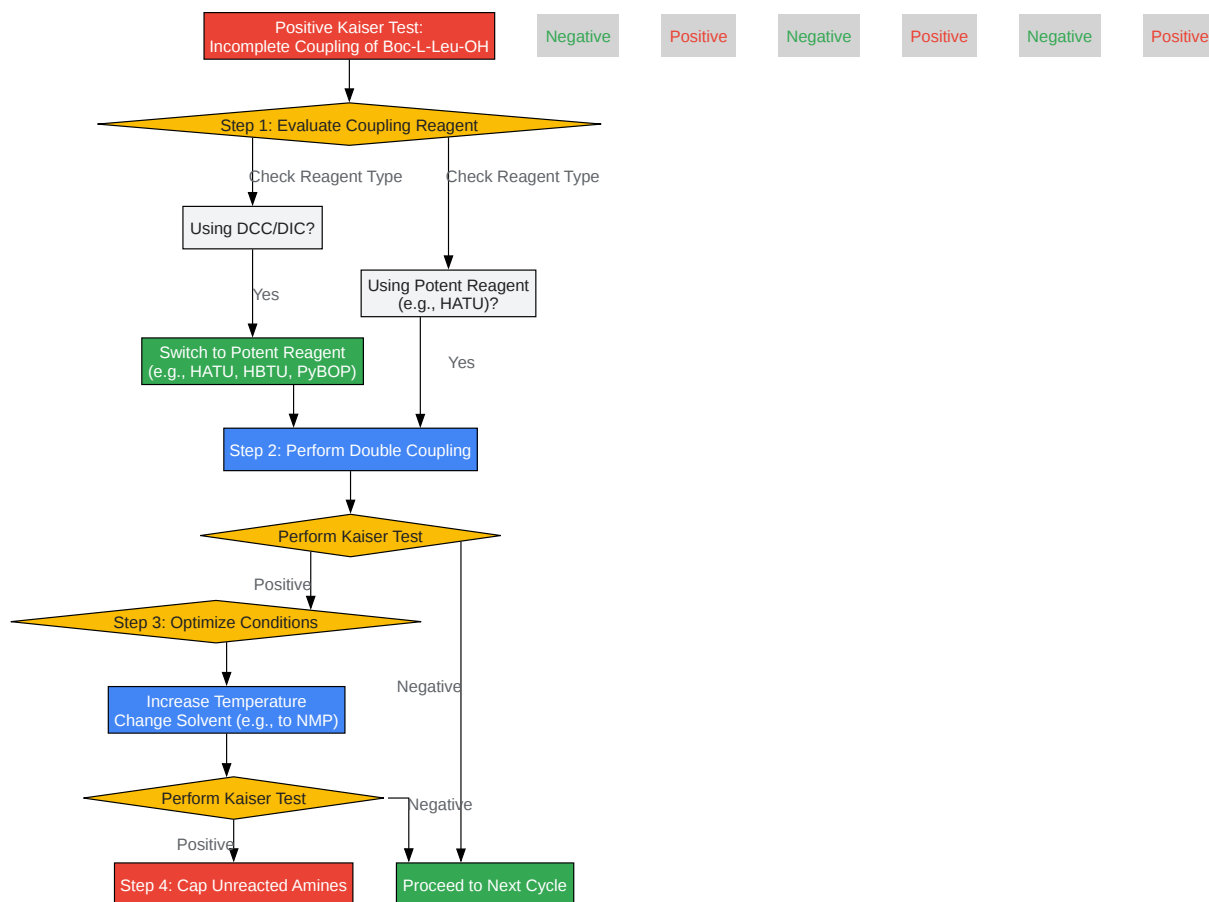 Positive Kaiser Test:
Incomplete Coupling of Boc-L-Leu-OH
Negative
Positive
Negative
Positive
Negative
Positive
Step 1: Evaluate Coupling Reagent
Check Reagent Type
Check Reagent Type
Using DCC/DIC?
Using Potent Reagent
(e.g., HATU)?
Yes
Switch to Potent Reagent
(e.g., HATU, HBTU, PyBOP)
Yes
Step 2: Perform Double Coupling
Perform Kaiser Test
Positive
Step 3: Optimize Conditions
Negative
Increase Temperature
Change Solvent (e.g., to NMP)
Perform Kaiser Test
Negative
Positive
Step 4: Cap Unreacted Amines
Proceed to Next Cycle